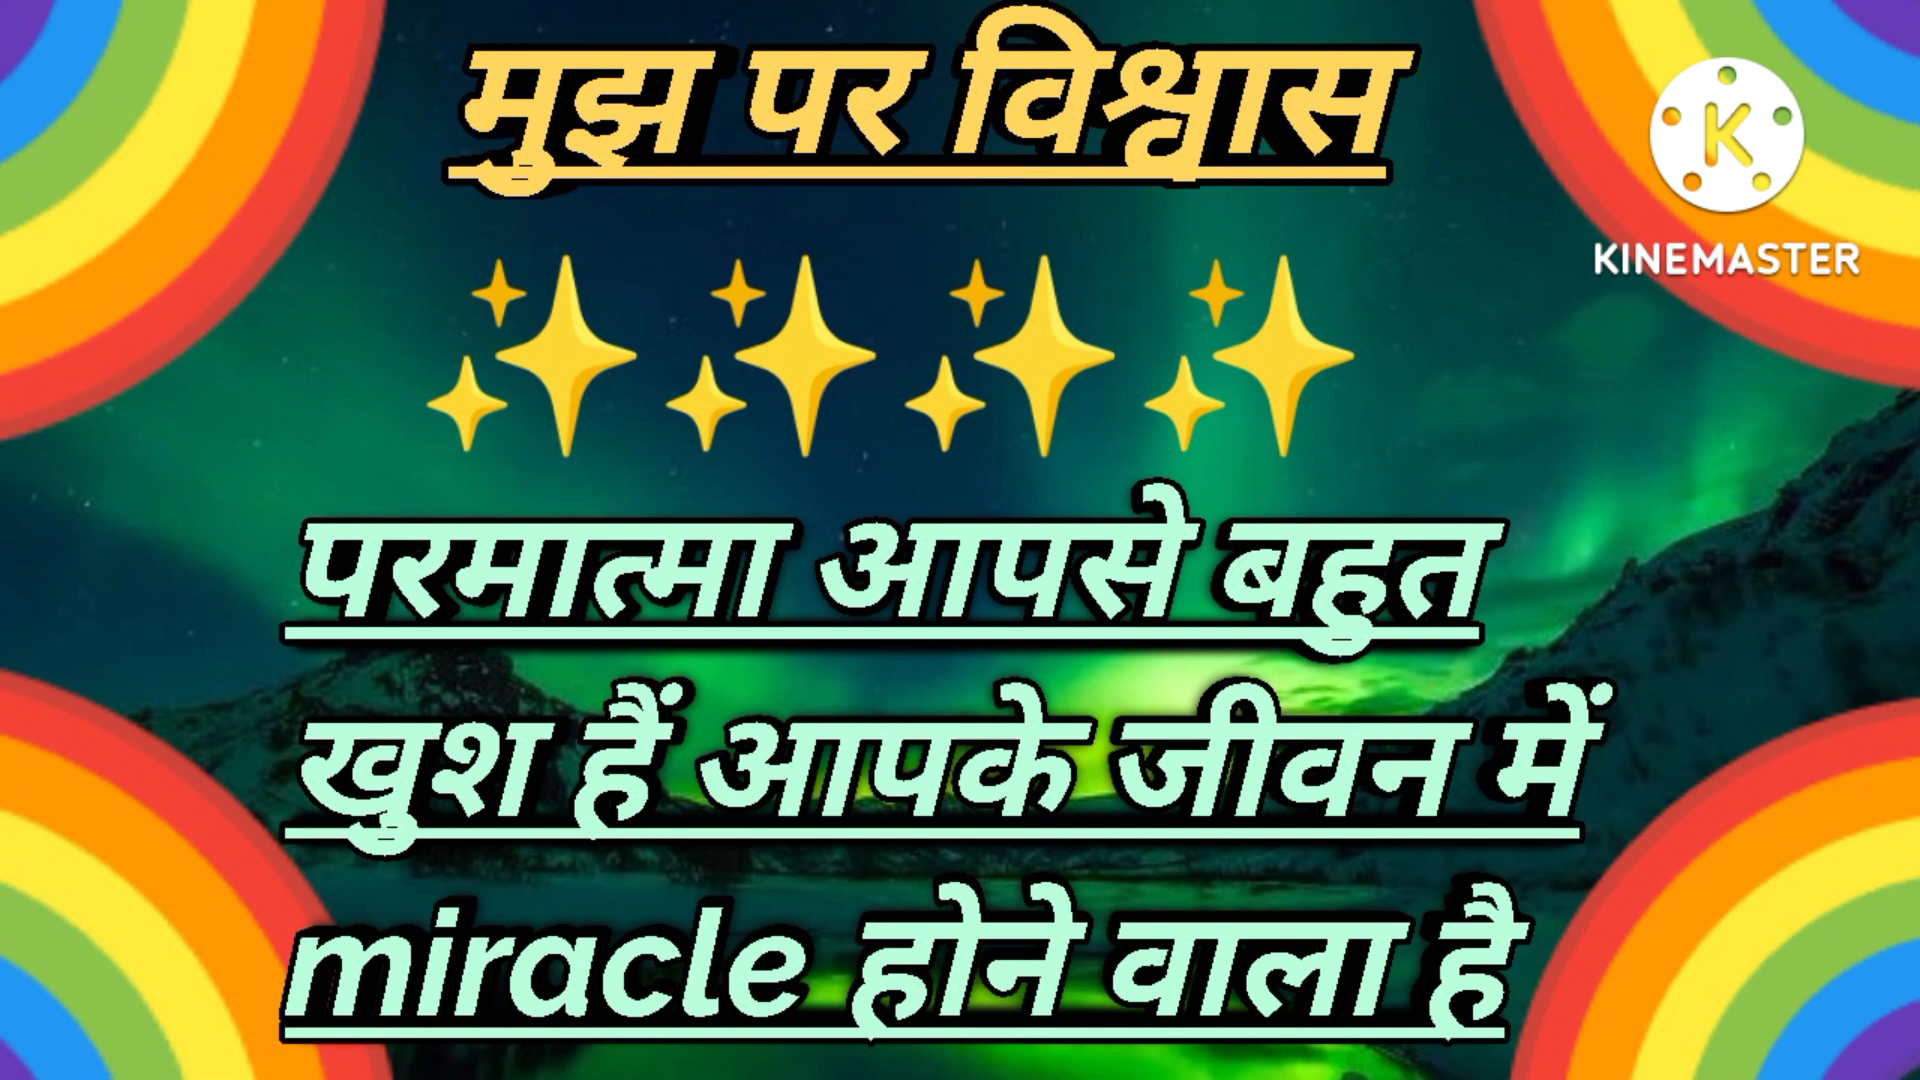 मुझ पर विश्वास
KINEMASTER
परमात्मा आपसे बहुत
खुश हैं आपके जीवन में
miracle होने वाला है